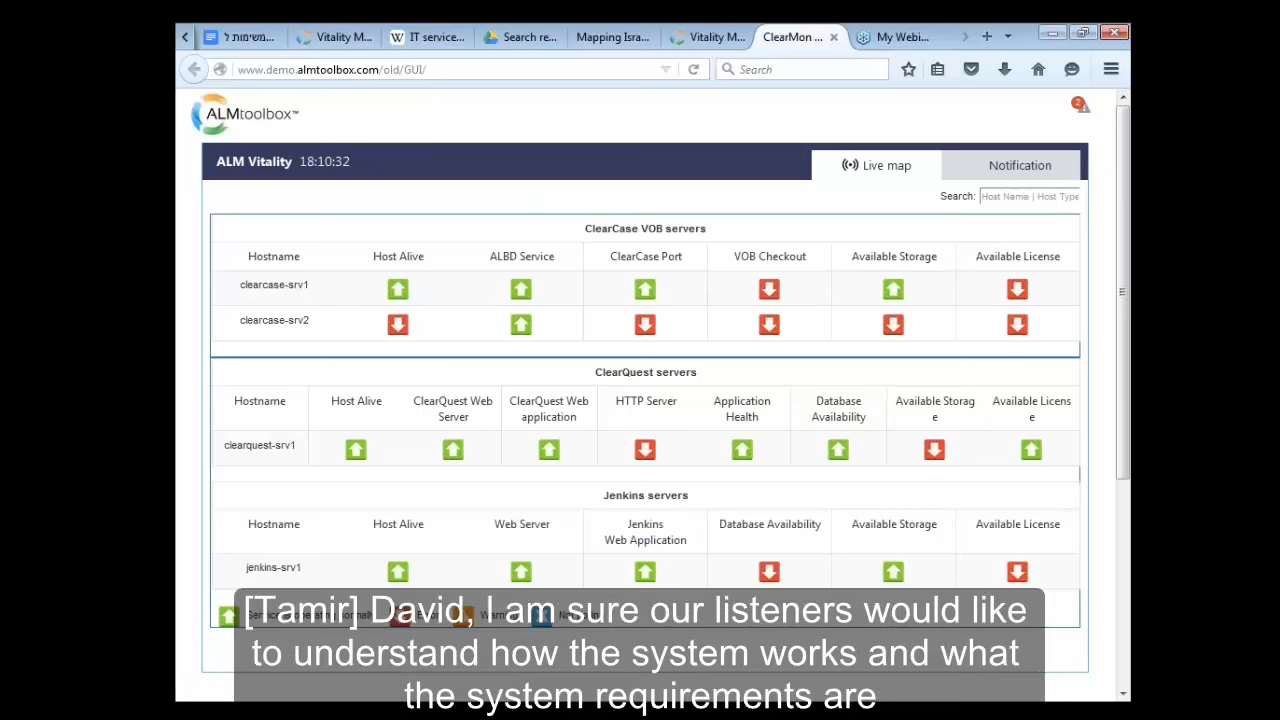 משימות ל...
Vitality M...
IT service...
Search re...
Mapping Isra...
Vitality M...
ClearMon ...
My Webi...
www.demo.almtoolbox.com/old/GUI/
Search
ALMtoolbox™
2
ALM Vitality 18:10:32
Live map
Notification
Search: Host Name | Host Type
ClearCase VOB servers
Hostname Host Alive ALBD Service ClearCase Port VOB Checkout Available Storage Available License
clearcase-srv1
clearcase-srv2
ClearQuest servers
Hostname Host Alive ClearQuest Web Server ClearQuest Web application HTTP Server Application Health Database Availability Available Storage Available License
clearquest-srv1
Jenkins servers
Hostname Host Alive Web Server Jenkins Web Application Database Availability Available Storage Available License
jenkins-srv1
[Tamir] David, I am sure our listeners would like
to understand how the system works and what
the system requirements are